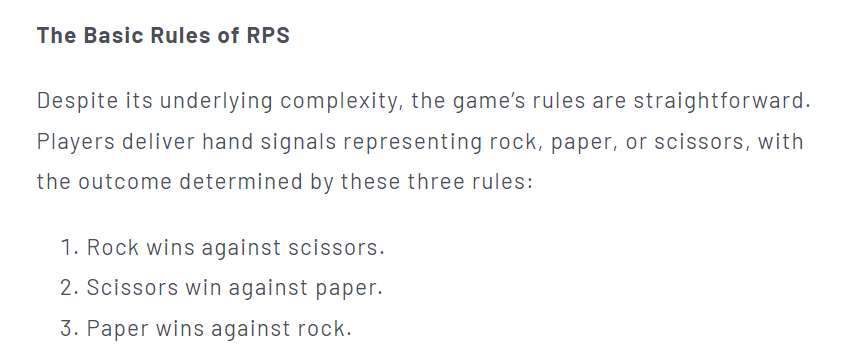 The Basic Rules of RPS
Despite its underlying complexity, the game’s rules are straightforward.
Players deliver hand signals representing rock, paper, or scissors, with
the outcome determined by these three rules:
1. Rock wins against scissors.
2. Scissors win against paper.
3. Paper wins against rock.